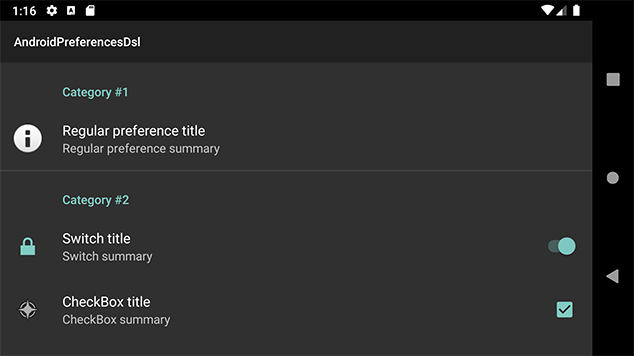 1:16
AndroidPreferencesDsl
Category #1
Regular preference title
Regular preference summary
Category #2
Switch title
Switch summary
CheckBox title
CheckBox summary